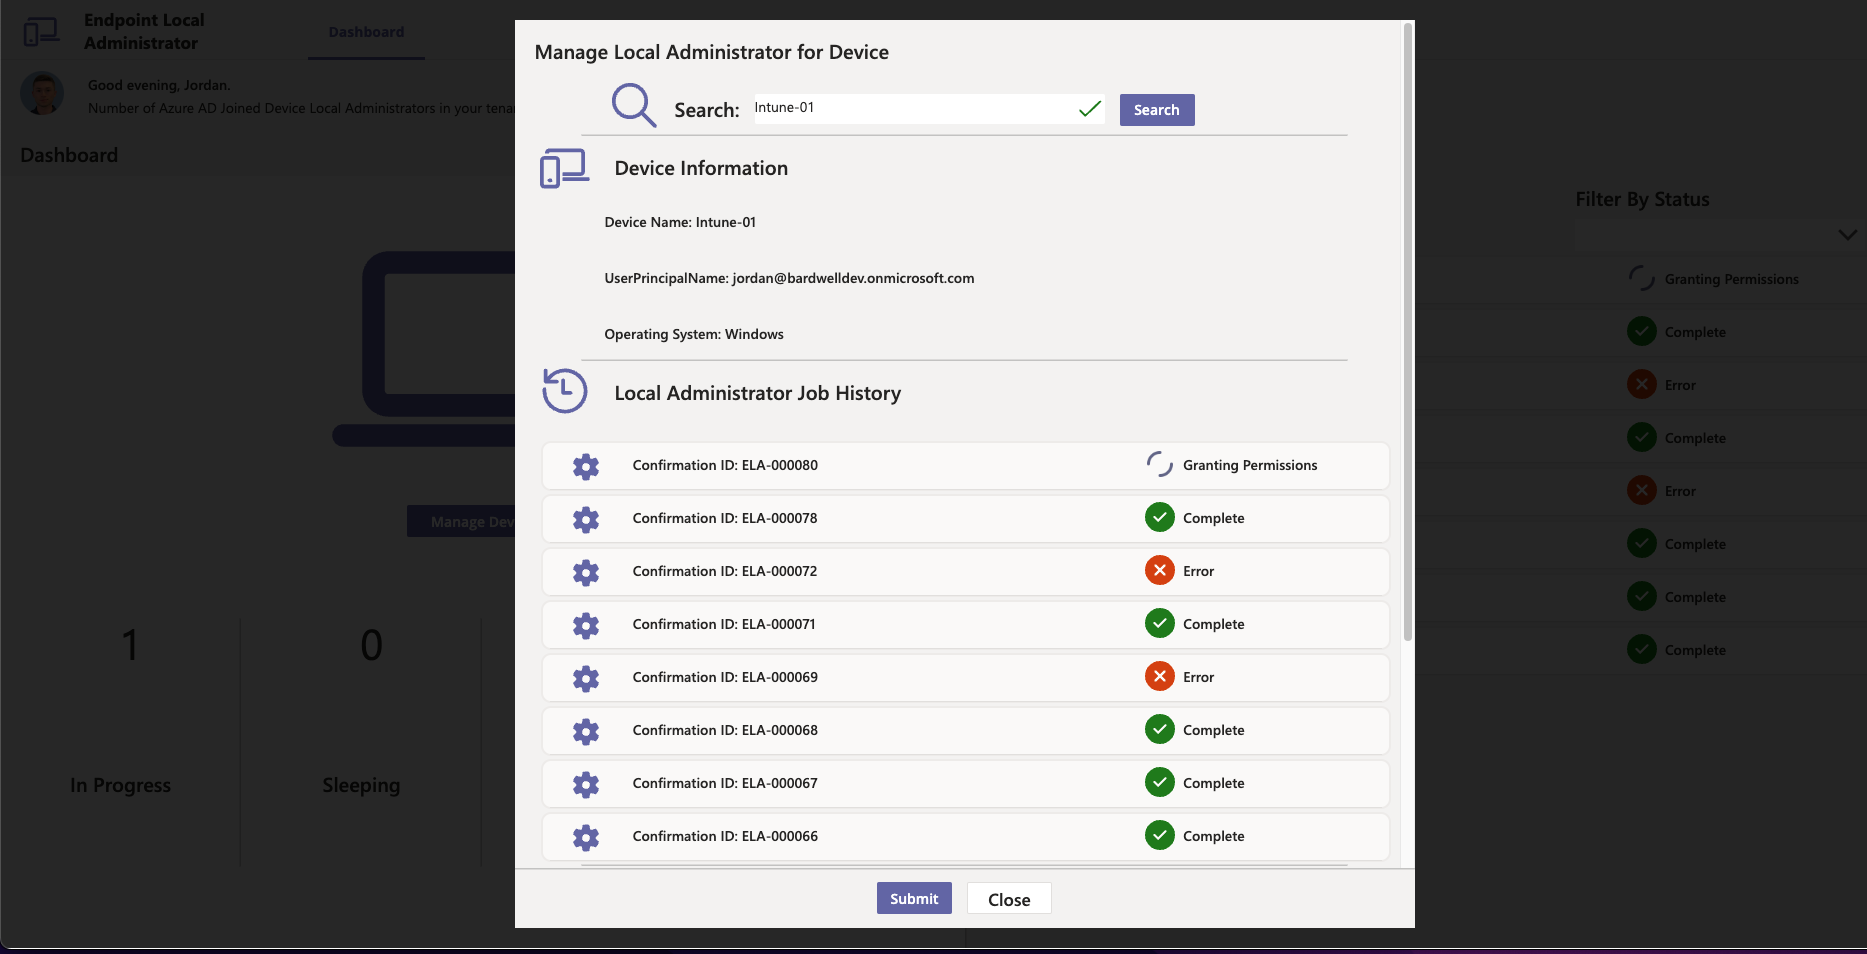 Endpoint Local
Administrator
Dashboard
Good evening, Jordan.
Number of Azure AD Joined Device Local Administrators in your
Dashboard
Manage
1
0
In Progress
Sleeping
Manage Local Administrator for Device
Search:
Intune-01
Search
Device Information
Device Name: Intune-01
UserPrincipalName: jordan@bardwelldev.onmicrosoft.com
Operating System: Windows
Local Administrator Job History
Confirmation ID: ELA-000080
Granting Permissions
Confirmation ID: ELA-000078
Complete
Confirmation ID: ELA-000072
Error
Confirmation ID: ELA-000071
Complete
Confirmation ID: ELA-000069
Error
Confirmation ID: ELA-000068
Complete
Confirmation ID: ELA-000067
Complete
Confirmation ID: ELA-000066
Complete
Submit
Close
Filter By Status
Granting Permissions
Complete
Error
Complete
Error
Complete
Complete
Complete